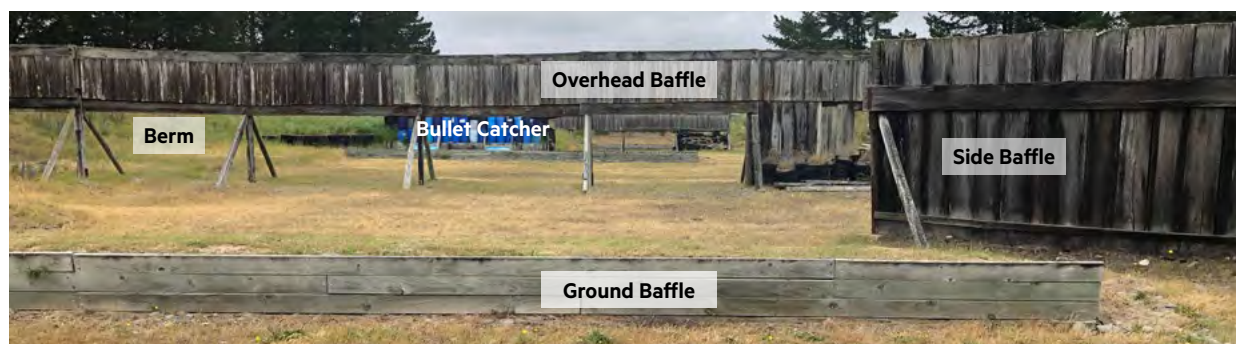 Overhead Baffle
Bullet Catcher
Berm
Side Baffle
Ground Baffle